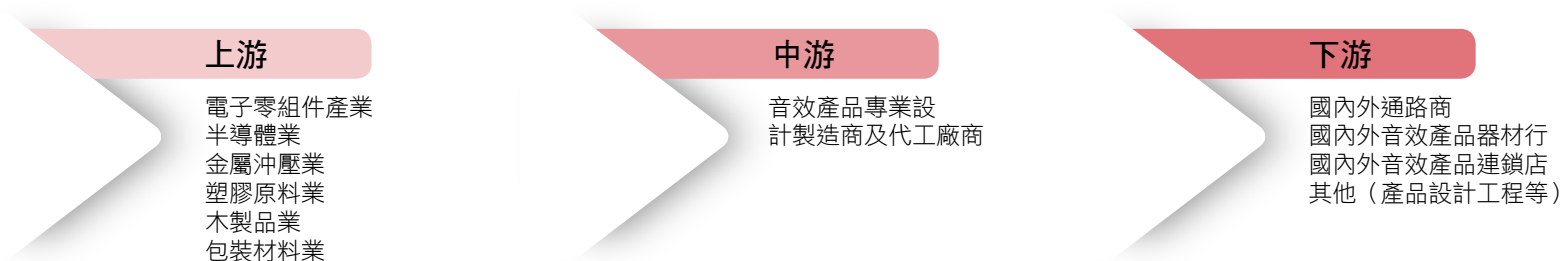 上游
電子零組件產業
半導體業
金屬沖壓業
塑膠原料業
木製品業
包裝材料業
中游
音效產品專業設
計製造商及代工廠商
下游
國內外通路商
國內外音效產品器材行
國內外音效產品連鎖店
其他（產品設計工程等）